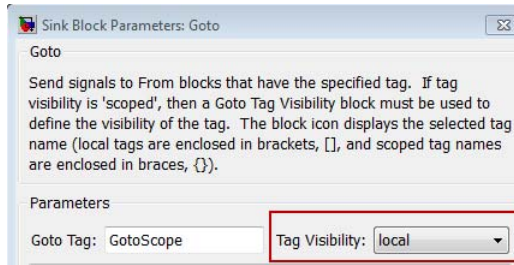 Sink Block Parameters: Goto
Goto
Send signals to From blocks that have the specified tag. If tag
visibility is 'scoped', then a Goto Tag Visibility block must be used to
define the visibility of the tag. The block icon displays the selected tag
name (local tags are enclosed in brackets, [], and scoped tag names
are enclosed in braces, {}).
Parameters
Goto Tag: GotoScope Tag Visibility: local